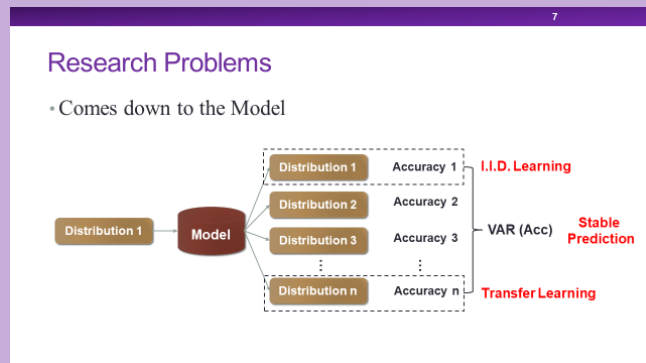 7
Research Problems
• Comes down to the Model
Distribution 1
Model
Distribution 1 Accuracy 1
I.I.D. Learning
Distribution 2 Accuracy 2
Distribution 3 Accuracy 3
⋮ ⋮
Distribution n Accuracy n
VAR (Acc)
Stable
Prediction
Transfer Learning